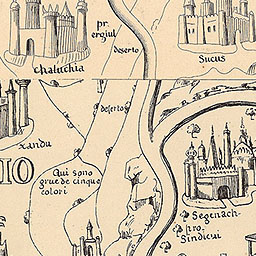 pr.
ergiul
deserto
Sucus
Chaluchia
deserto
xandu
IO
Qui sono
grue de cinque
colori
Segenach-
pro.
Sindicui